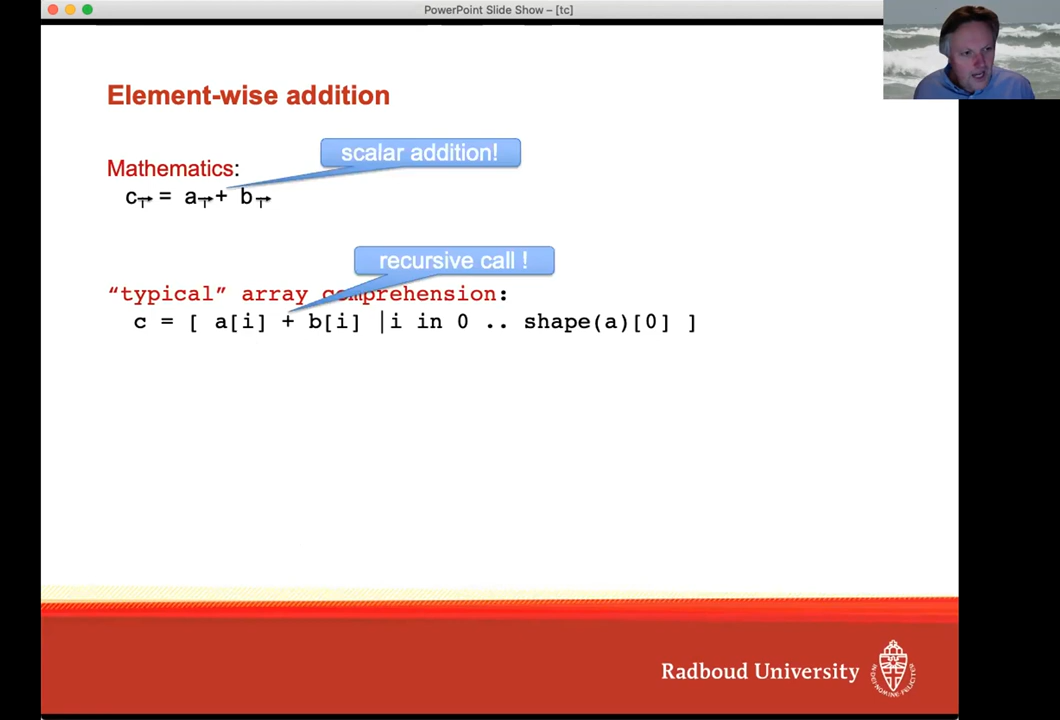 PowerPoint Slide Show – [tc]
Element-wise addition
scalar addition!
Mathematics:
c = a + b
recursive call !
“typical” array comprehension:
c = [ a[i] + b[i] |i in 0 .. shape(a)[0] ]
Radboud University